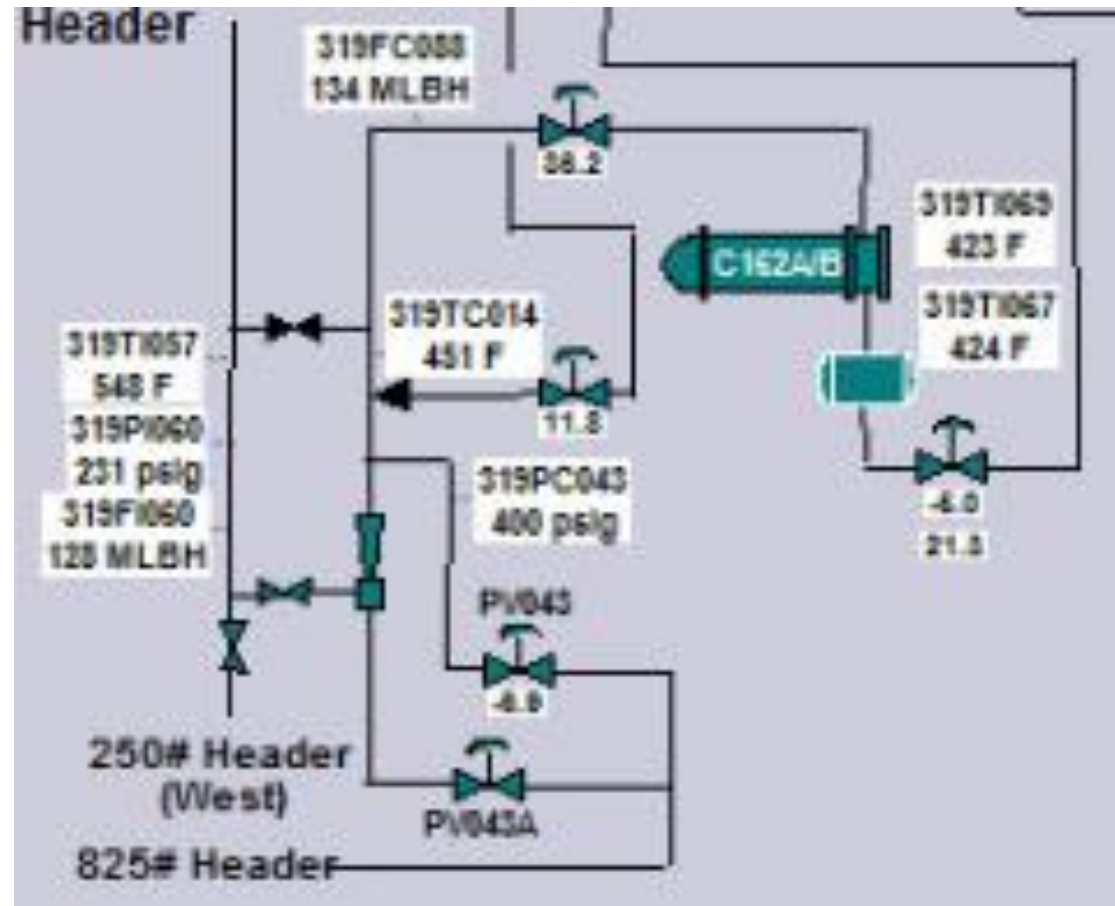 Header
319FC088
134 MLBH
38.2
319TI069
423 F
C162A/B
319TI067
424 F
319TC014
451 F
319TI057
548 F
11.8
319PI060
231 psig
319PC043
400 psig
319FI060
128 MLBH
-5.0
21.8
PV043
-6.9
250# Header
(West)
PV043A
825# Header